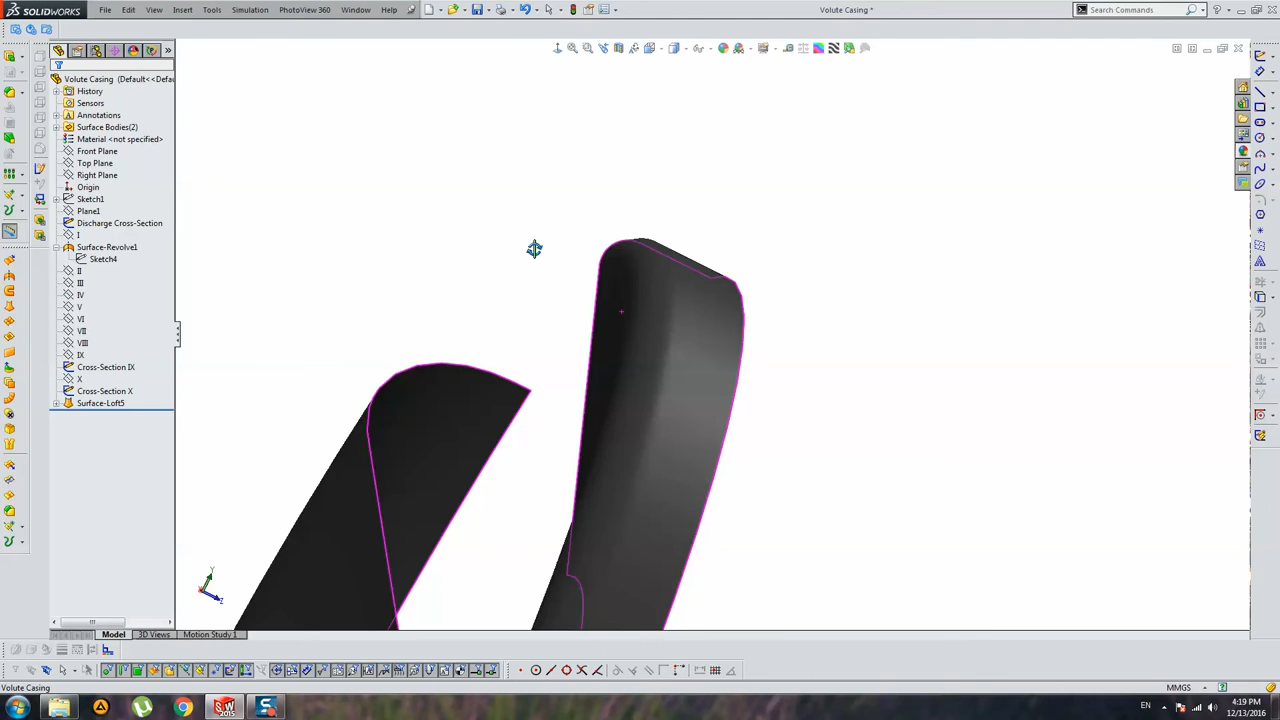 SOLIDWORKS
File Edit View Insert Tools Simulation PhotoView 360 Window Help
Volute Casing *
Search Commands
Volute Casing (Default<<Defau
History
Sensors
Annotations
Surface Bodies(2)
Material <not specified>
Front Plane
Top Plane
Right Plane
Origin
Sketch1
Plane1
Discharge Cross-Section
I
Surface-Revolve1
Sketch4
II
III
IV
V
VI
VII
VIII
IX
Cross-Section IX
X
Cross-Section X
Surface-Loft5
Y
Z
Model 3D Views Motion Study 1
Volute Casing
MMGS
EN
4:19 PM
12/13/2016